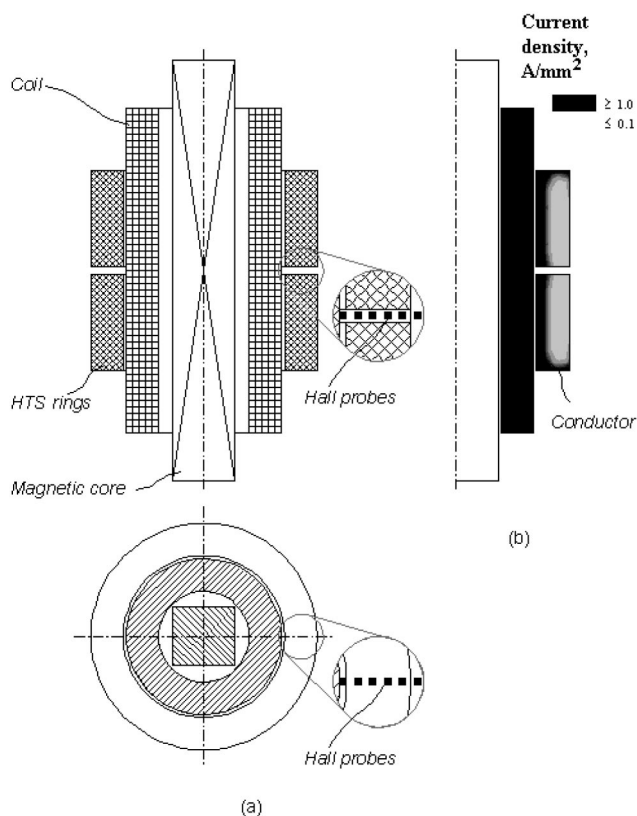 Coil
HTS rings
Magnetic core
Hall probes
Current
density,
A/mm²
≥ 1.0
≤ 0.1
Conductor
(b)
Hall probes
(a)